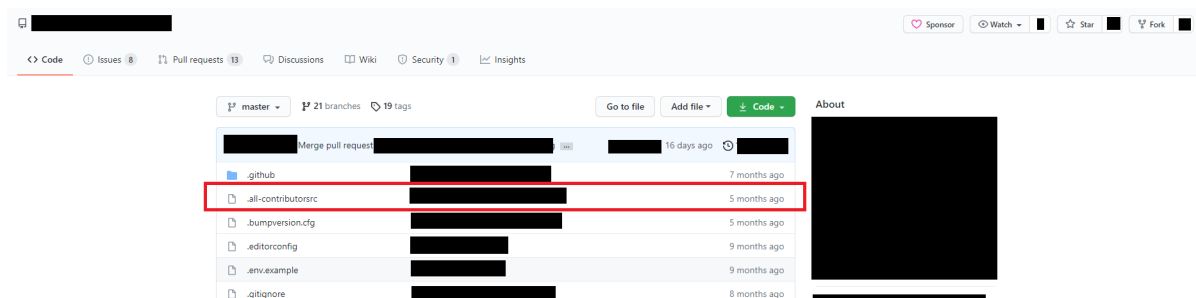 Sponsor Watch Star Fork
Code Issues 8 Pull requests 13 Discussions Wiki Security 1 Insights
master 21 branches 19 tags Go to file Add file Code About
Merge pull request ... 16 days ago
.github 7 months ago
.all-contributorsrc 5 months ago
.bumpversion.cfg 5 months ago
.editorconfig 9 months ago
.env.example 9 months ago
.gitignore 8 months ago